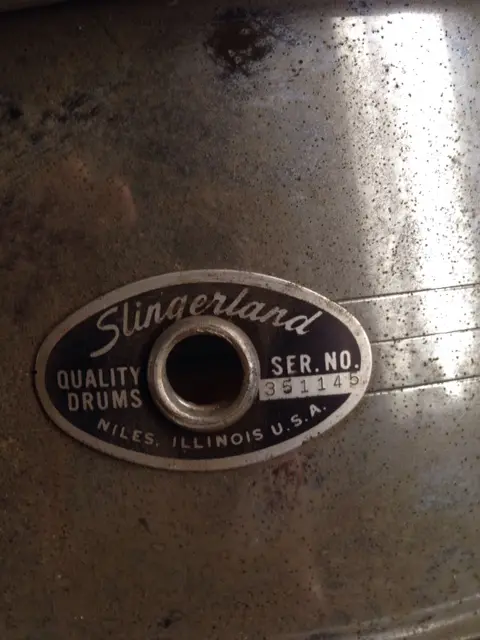 Slingerland
QUALITY
DRUMS
SER. NO.
351145
NILES, ILLINOIS U.S.A.